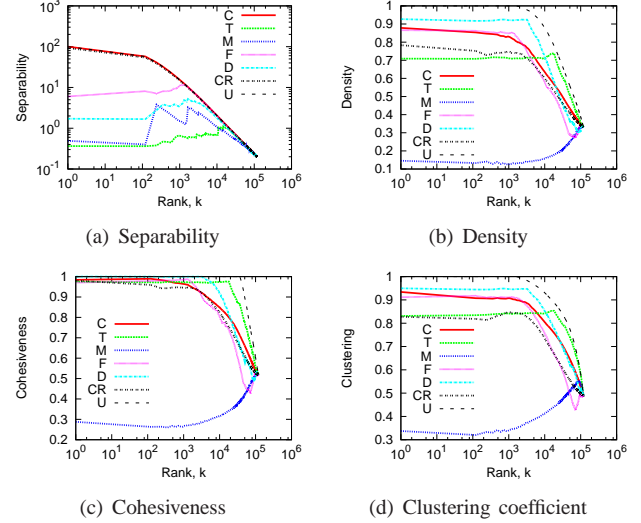 10^3
10^2
10^1
10^0
10^-1
Separability
C
T
M
F
D
CR
U
10^0 10^1 10^2 10^3 10^4 10^5 10^6
Rank, k
(a) Separability
1
0.9
0.8
0.7
0.6
0.5
0.4
0.3
0.2
0.1
Density
C
T
M
F
D
CR
U
10^0 10^1 10^2 10^3 10^4 10^5 10^6
Rank, k
(b) Density
1
0.9
0.8
0.7
0.6
0.5
0.4
0.3
0.2
Cohesiveness
C
T
M
F
D
CR
U
10^0 10^1 10^2 10^3 10^4 10^5 10^6
Rank, k
(c) Cohesiveness
1
0.9
0.8
0.7
0.6
0.5
0.4
0.3
Clustering
C
T
M
F
D
CR
U
10^0 10^1 10^2 10^3 10^4 10^5 10^6
Rank, k
(d) Clustering coefficient